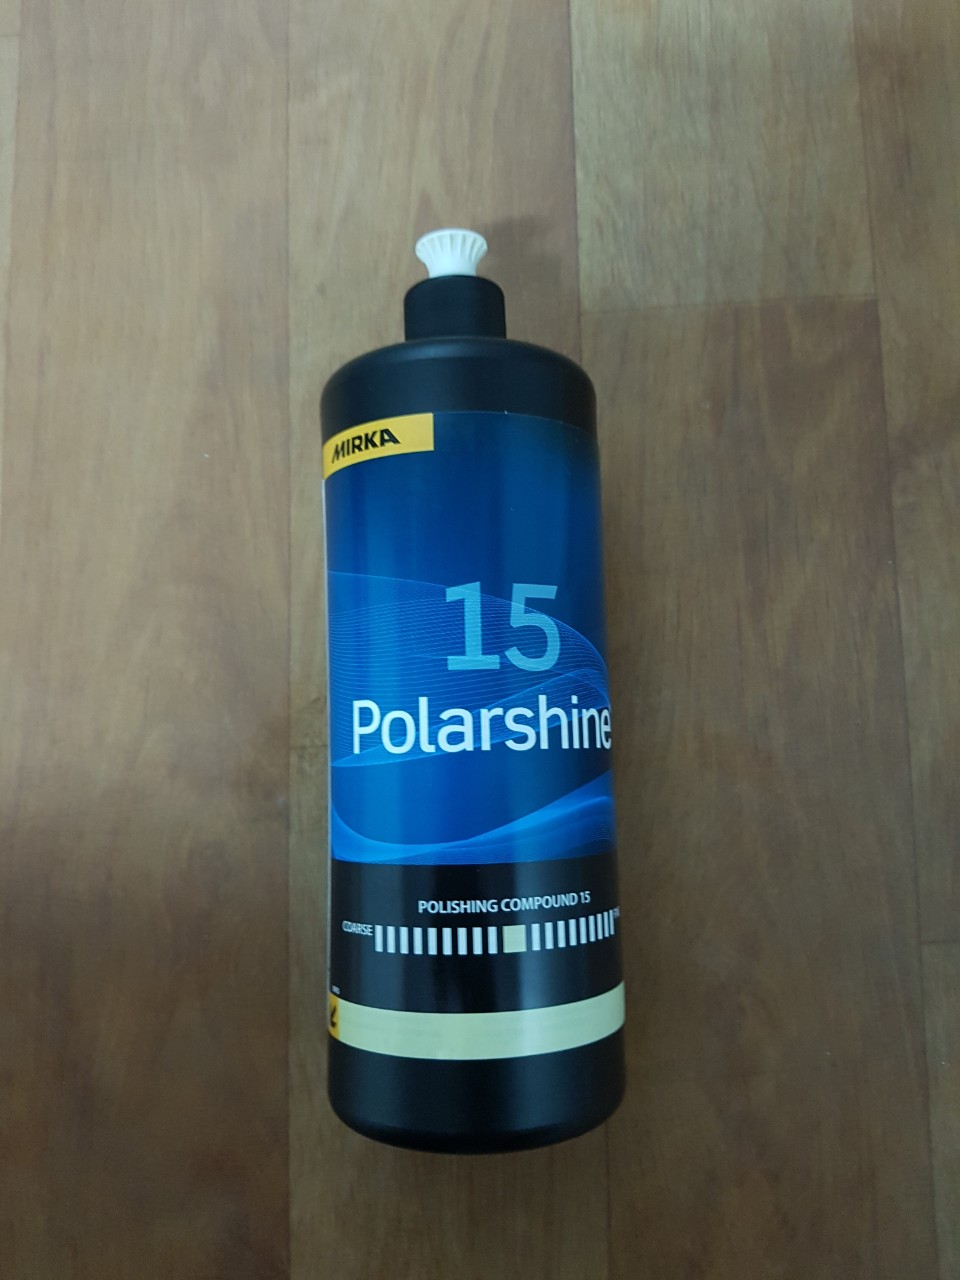 MIRKA
15
Polarshine
POLISHING COMPOUND 15
COARSE